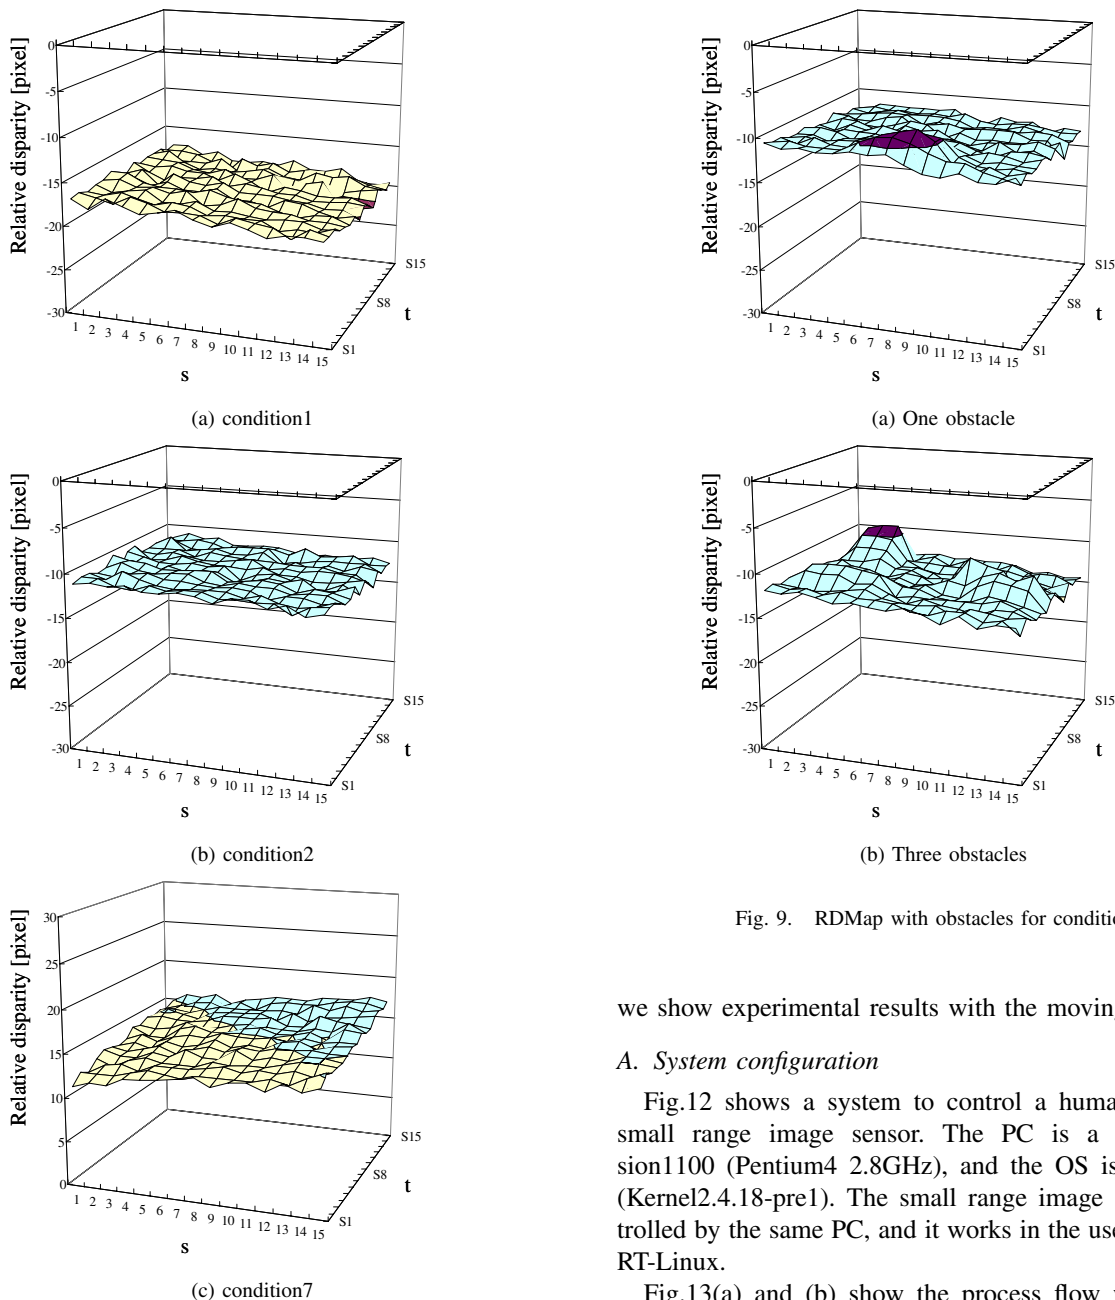 Relative disparity [pixel]
0
-5
-10
-15
-20
-25
-30
1 2 3 4 5 6 7 8 9 10 11 12 13 14 15
S1
S8
S15
t
s
(a) condition1
Relative disparity [pixel]
0
-5
-10
-15
-20
-25
-30
1 2 3 4 5 6 7 8 9 10 11 12 13 14 15
S1
S8
S15
t
s
(b) condition2
Relative disparity [pixel]
30
25
20
15
10
5
0
1 2 3 4 5 6 7 8 9 10 11 12 13 14 15
S1
S8
S15
t
s
(c) condition7
Relative disparity [pixel]
0
-5
-10
-15
-20
-25
-30
1 2 3 4 5 6 7 8 9 10 11 12 13 14 15
S1
S8
S15
t
s
(a) One obstacle
Relative disparity [pixel]
0
-5
-10
-15
-20
-25
-30
1 2 3 4 5 6 7 8 9 10 11 12 13 14 15
S1
S8
S15
t
s
(b) Three obstacles
Fig. 9. RDMap with obstacles for conditio
we show experimental results with the moving
A. System configuration
Fig.12 shows a system to control a huma
small range image sensor. The PC is a
sion1100 (Pentium4 2.8GHz), and the OS is
(Kernel2.4.18-pre1). The small range image
trolled by the same PC, and it works in the use
RT-Linux.
Fig.13(a) and (b) show the process flow